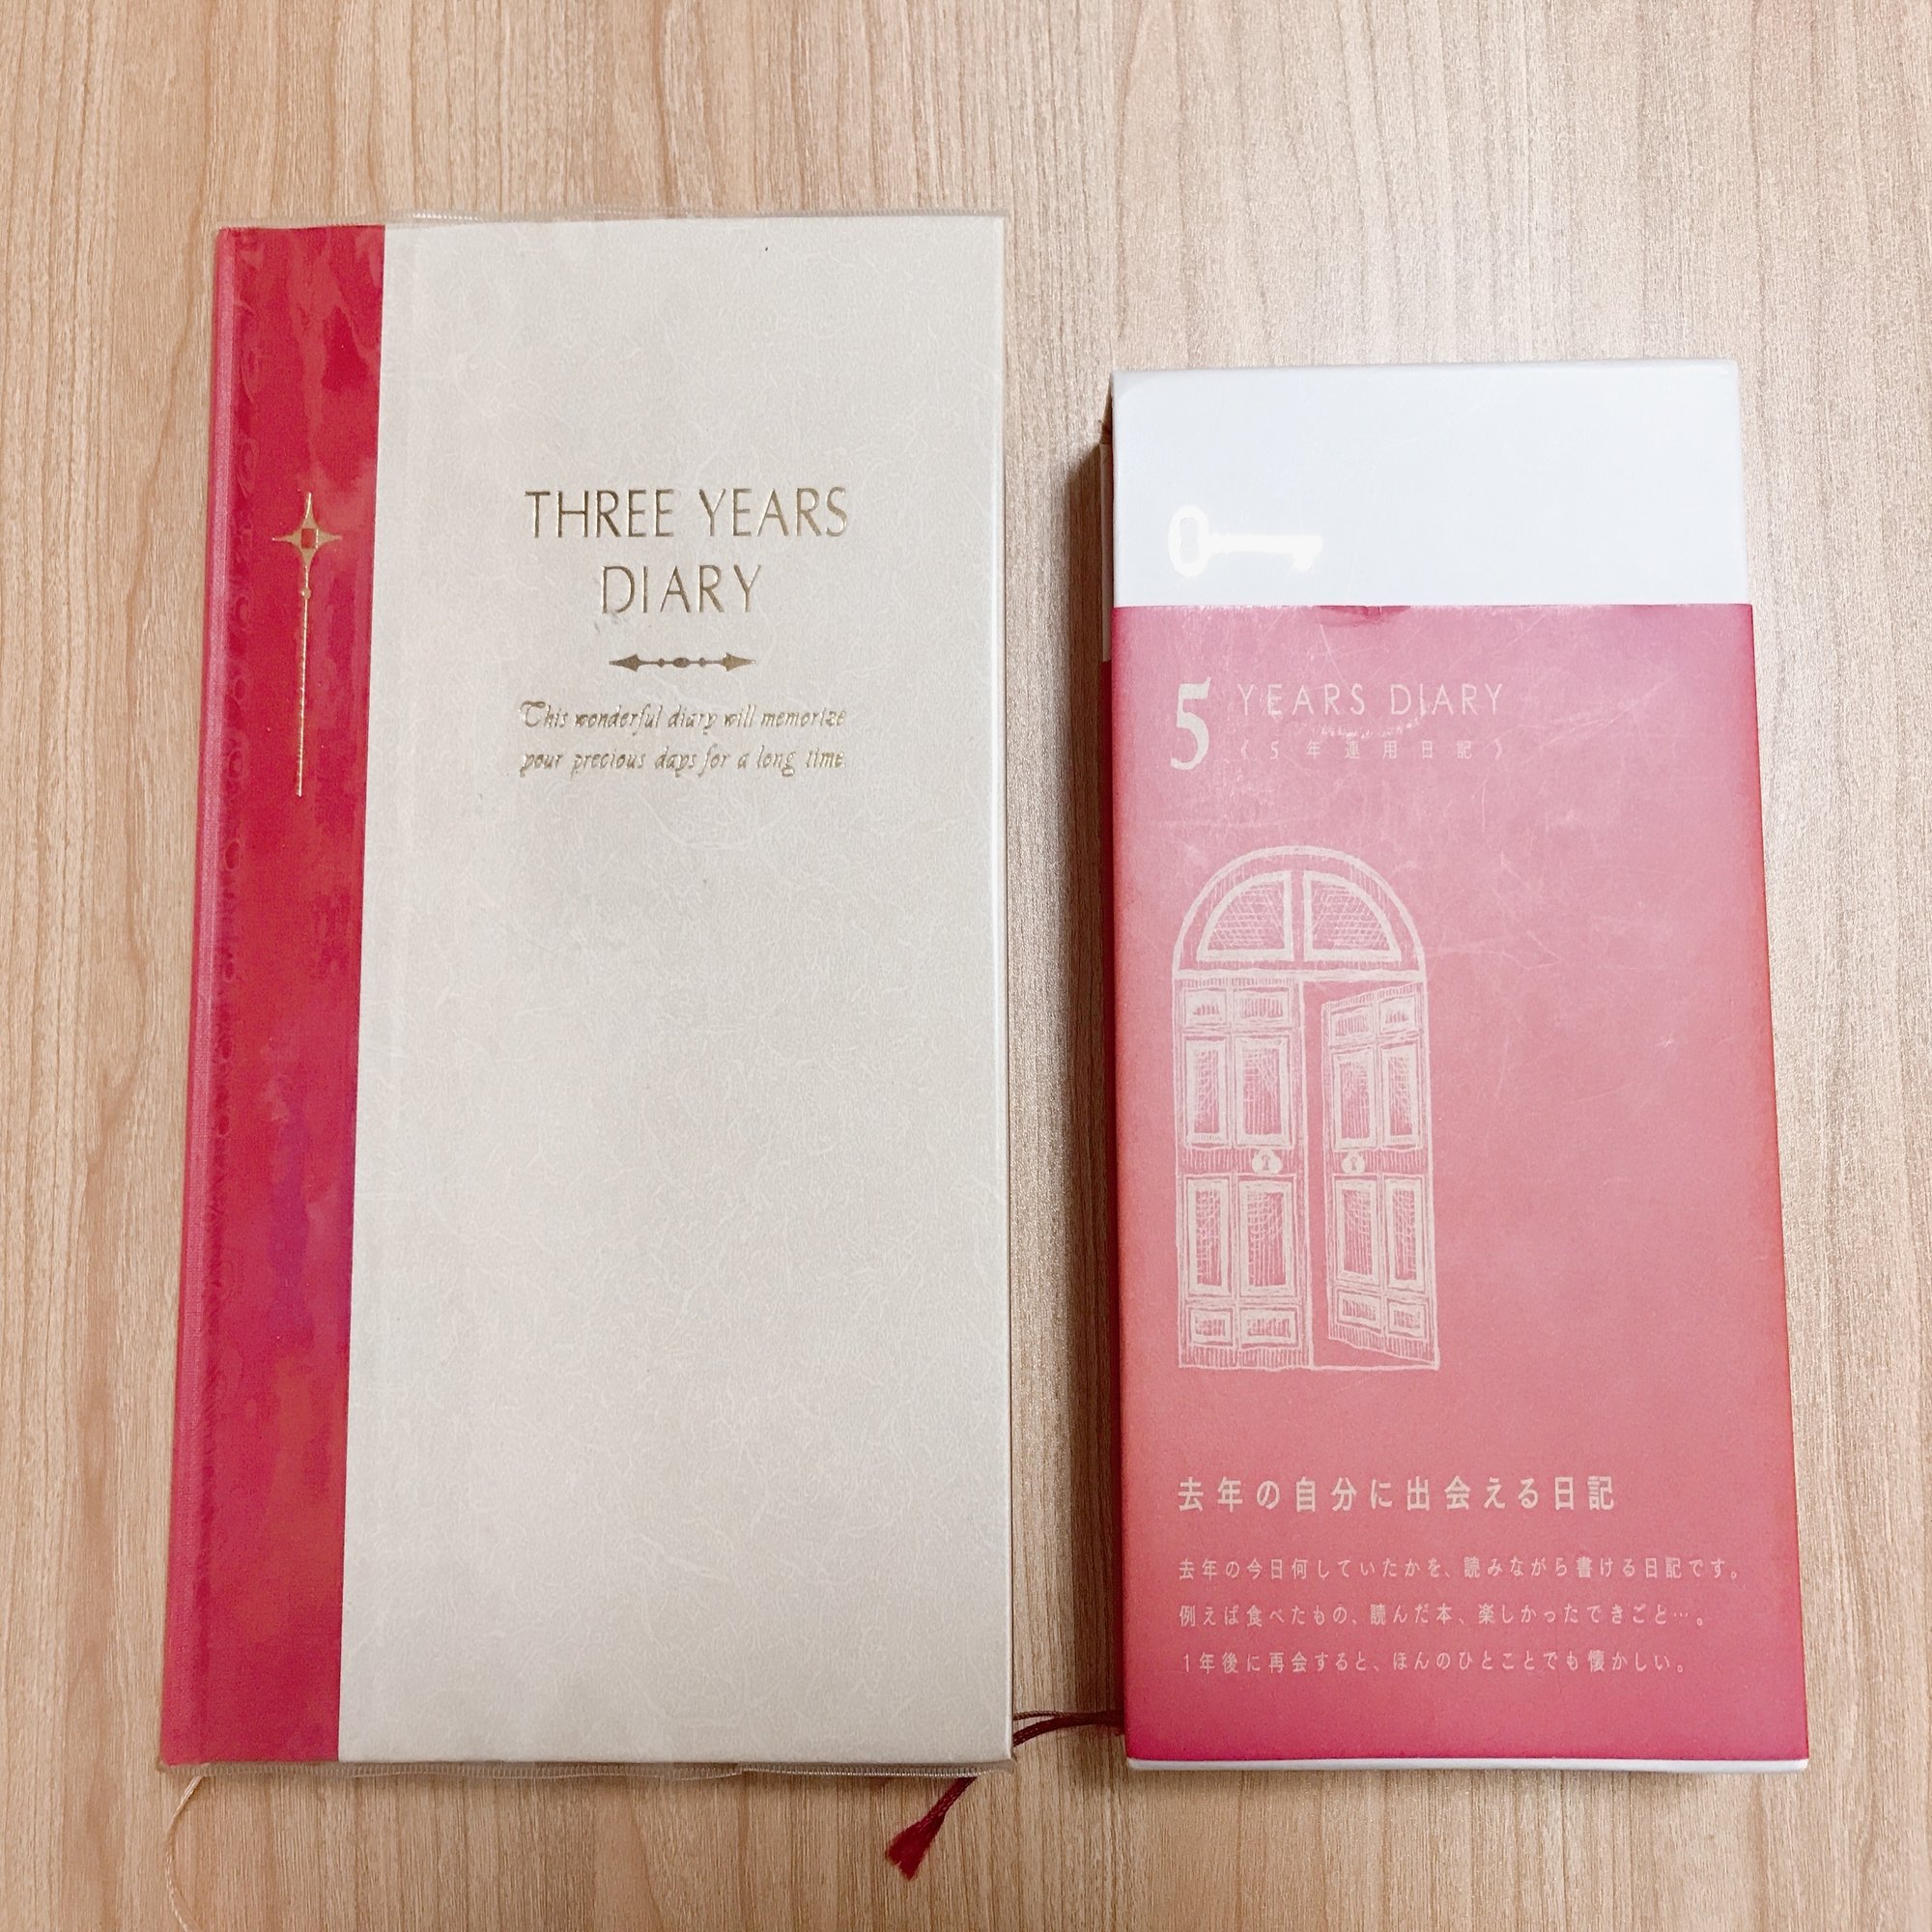 THREE YEARS
DIARY
This wonderful diary will memorize
your precious days for a long time.
5 YEARS DIARY
《5年連用日記》
去年の自分に出会える日記
去年の今日何していたかを、読みながら書ける日記です。
例えば食べたもの、読んだ本、楽しかったできごと…。
1年後に再会すると、ほんのひとことでも懐かしい。